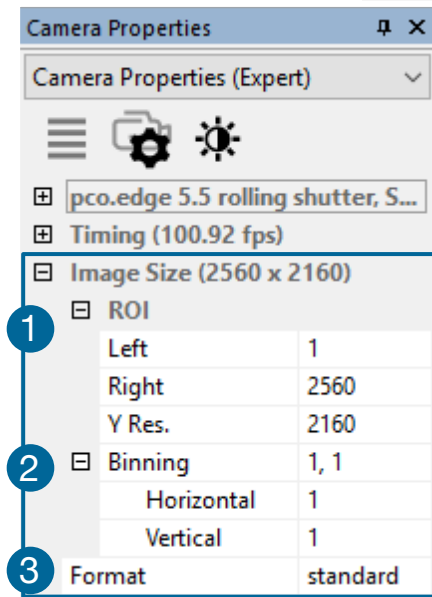 Camera Properties
Camera Properties (Expert)
pco.edge 5.5 rolling shutter, S...
Timing (100.92 fps)
Image Size (2560 x 2160)
1 ROI
Left 1
Right 2560
Y Res. 2160
2 Binning 1, 1
Horizontal 1
Vertical 1
3 Format standard